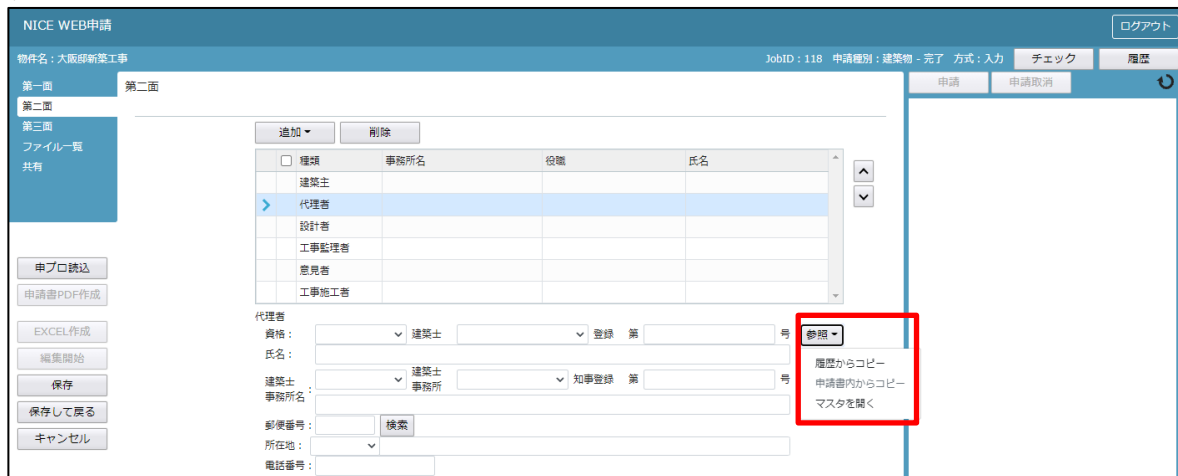 NICE WEB申請
ログアウト
物件名：大阪邸新築工事
JobID：118 申請種別：建築物 - 完了 方式：入力
チェック
履歴
第一面
第二面
第三面
ファイル一覧
共有
申プロ読込
申請書PDF作成
EXCEL作成
編集開始
保存
保存して戻る
キャンセル
第二面
追加
削除
種類 事務所名 役職 氏名
建築主
代理者
設計者
工事監理者
意見者
工事施工者
代理者
資格： 建築士 登録 第 号 参照
氏名：
建築士事務所名： 建築士事務所 知事登録 第 号
郵便番号： 検索
所在地：
電話番号：
履歴からコピー
申請書内からコピー
マスタを開く
申請
申請取消